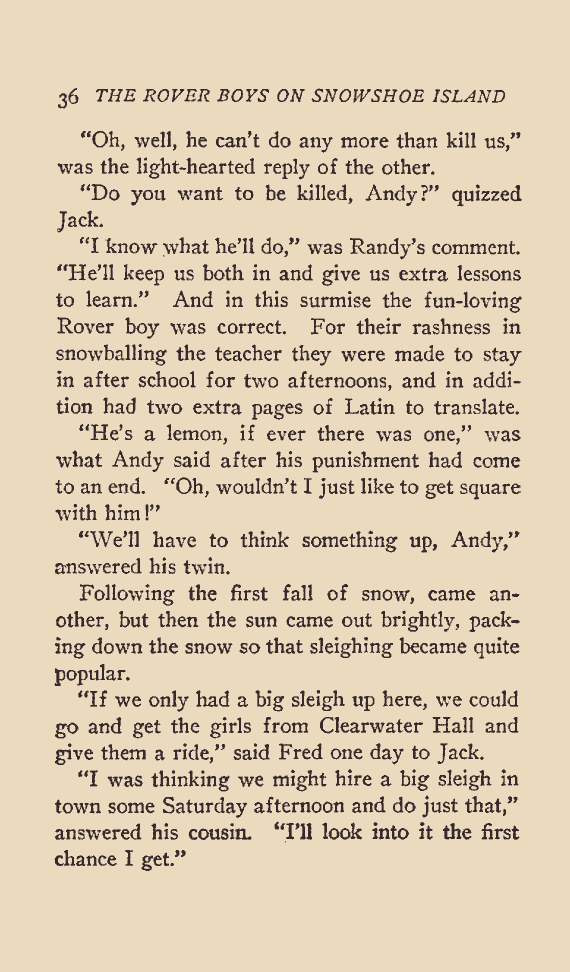 36 THE ROVER BOYS ON SNOWSHOE ISLAND
“Oh, well, he can’t do any more than kill us,”
was the light-hearted reply of the other.
“Do you want to be killed, Andy?” quizzed
Jack.
“I know what he’ll do,” was Randy’s comment.
“He’ll keep us both in and give us extra lessons
to learn.” And in this surmise the fun-loving
Rover boy was correct. For their rashness in
snowballing the teacher they were made to stay
in after school for two afternoons, and in addi-
tion had two extra pages of Latin to translate.
“He’s a lemon, if ever there was one,” was
what Andy said after his punishment had come
to an end. “Oh, wouldn’t I just like to get square
with him!”
“We’ll have to think something up, Andy,”
answered his twin.
Following the first fall of snow, came an-
other, but then the sun came out brightly, pack-
ing down the snow so that sleighing became quite
popular.
“If we only had a big sleigh up here, we could
go and get the girls from Clearwater Hall and
give them a ride,” said Fred one day to Jack.
“I was thinking we might hire a big sleigh in
town some Saturday afternoon and do just that,”
answered his cousin. “I’ll look into it the first
chance I get.”